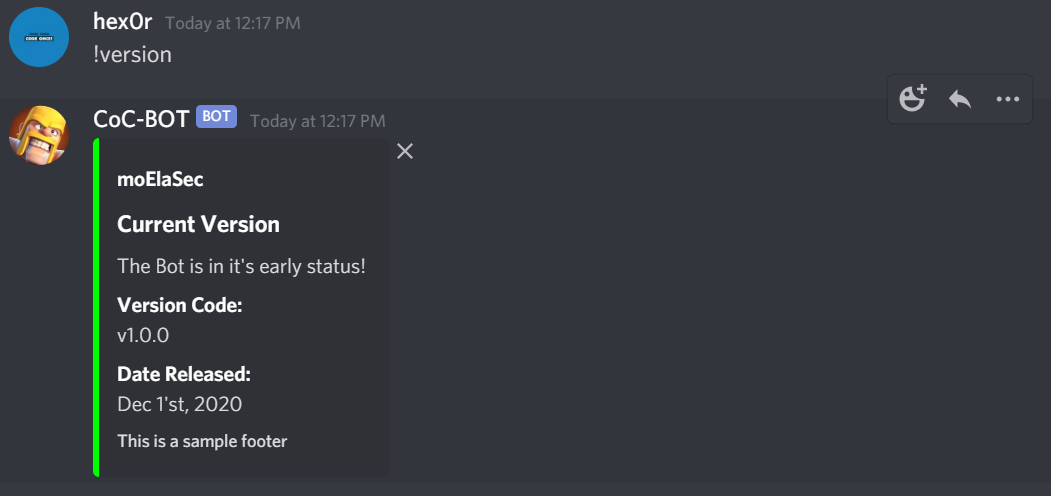 hex0r Today at 12:17 PM
!version
CoC-BOT BOT Today at 12:17 PM
moElaSec
Current Version
The Bot is in it's early status!
Version Code:
v1.0.0
Date Released:
Dec 1'st, 2020
This is a sample footer